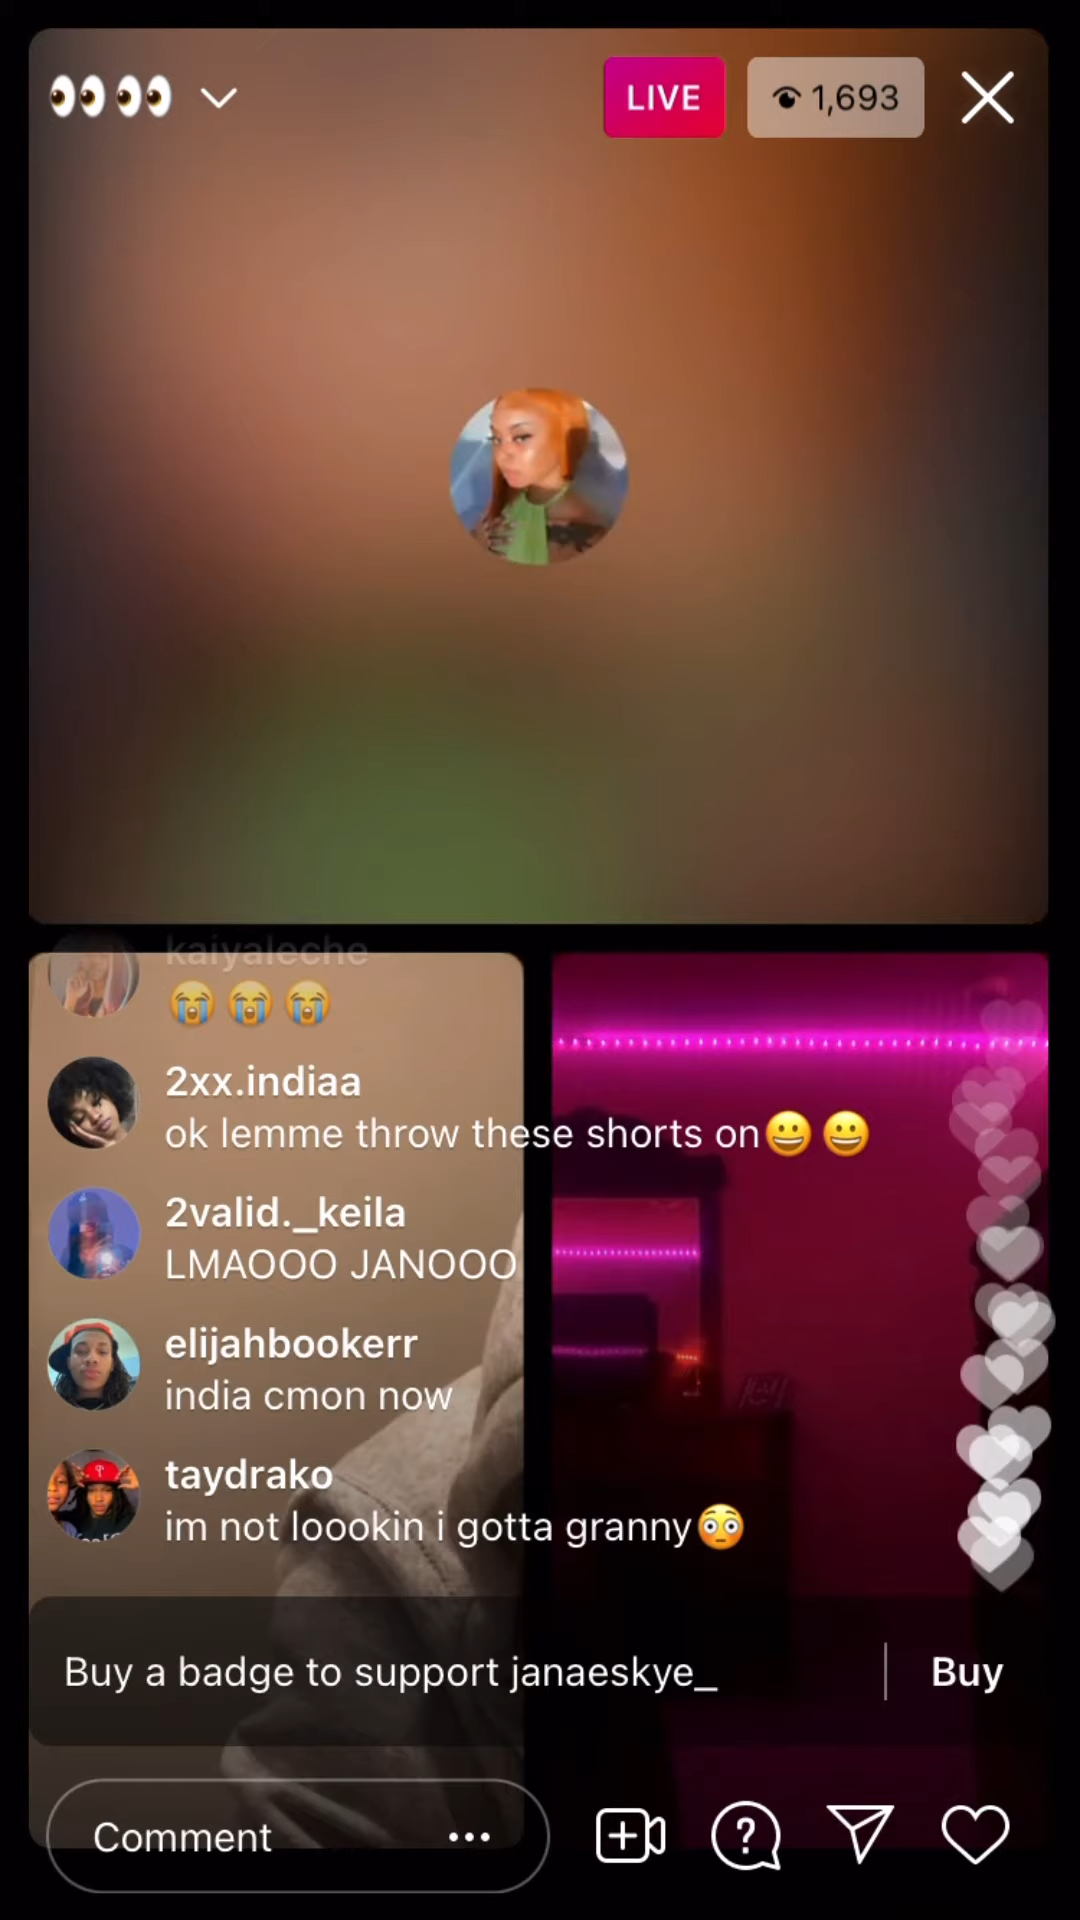 👀👀
LIVE
1,693
kaiyaleche
😭😭😭
2xx.indiaa
ok lemme throw these shorts on😀😀
2valid._keila
LMAOOO JANOOO
elijahbookerr
india cmon now
taydrako
im not loookin i gotta granny😳
Buy a badge to support janaeskye_
Buy
Comment